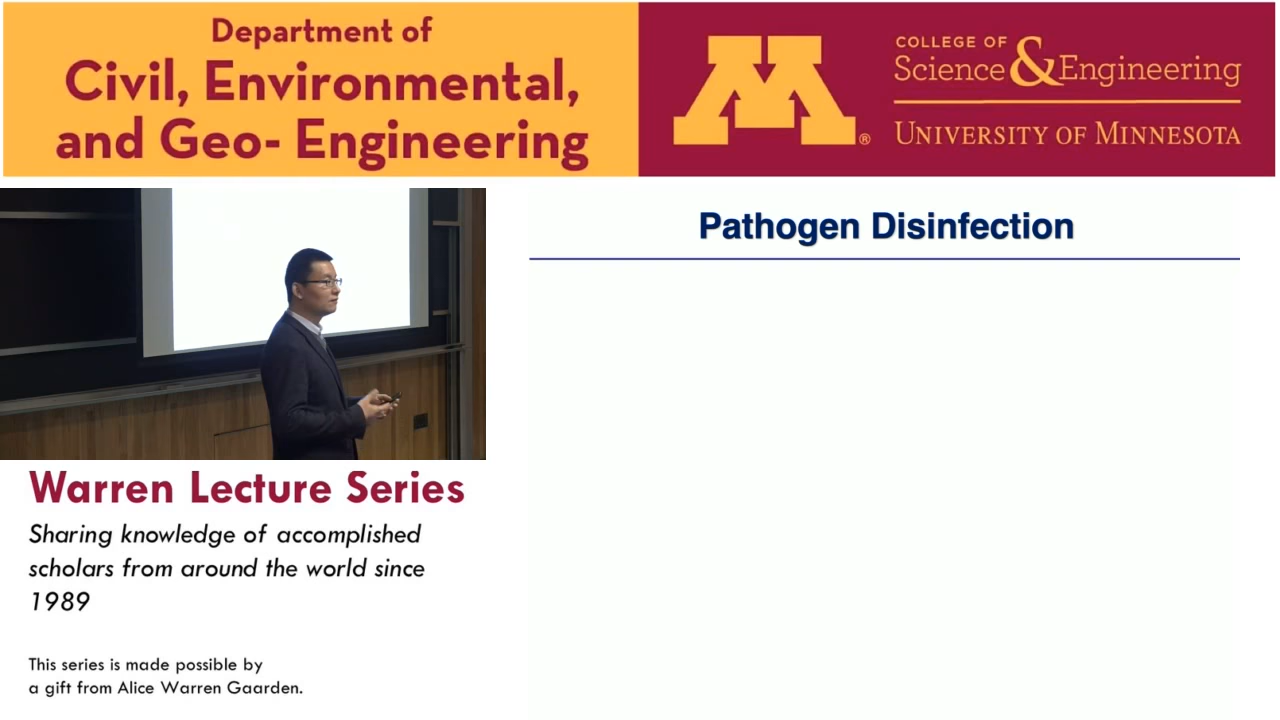 Department of
Civil, Environmental,
and Geo- Engineering
M®
COLLEGE OF
Science & Engineering
UNIVERSITY OF MINNESOTA
Pathogen Disinfection
Warren Lecture Series
Sharing knowledge of accomplished
scholars from around the world since
1989
This series is made possible by
a gift from Alice Warren Gaarden.